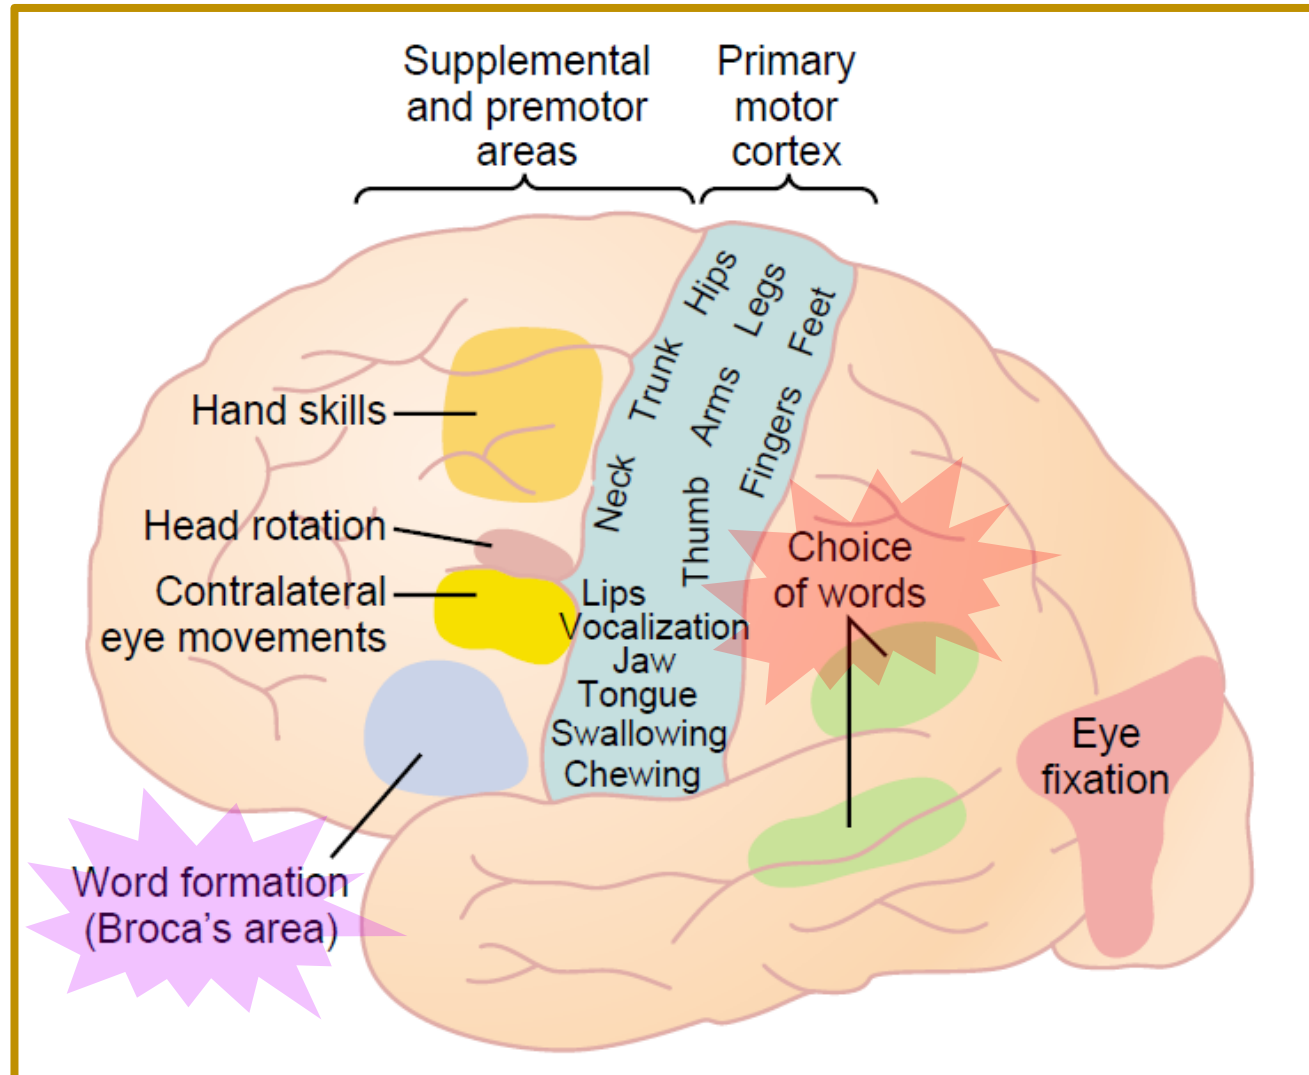 Supplemental
and premotor
areas
Primary
motor
cortex
Hips
Legs
Feet
Trunk
Arms
Fingers
Neck
Thumb
Hand skills
Head rotation
Contralateral
eye movements
Lips
Vocalization
Jaw
Tongue
Swallowing
Chewing
Choice
of words
Eye
fixation
Word formation
(Broca's area)